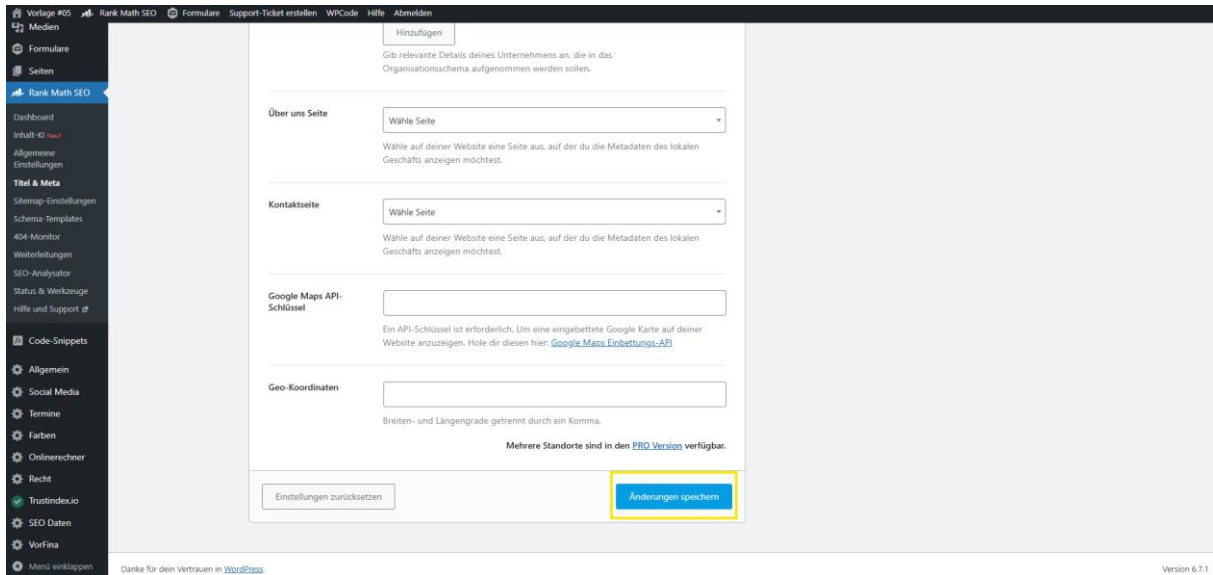 Vorlage #05 Rank Math SEO Formulare Support-Ticket erstellen WPCode Hilfe Abmelden
Medien
Formulare
Seiten
Rank Math SEO
Dashboard
Inhalt-KI Neu!
Allgemeine
Einstellungen
Titel & Meta
Sitemap-Einstellungen
Schema-Templates
404-Monitor
Weiterleitungen
SEO-Analysator
Status & Werkzeuge
Hilfe und Support
Code-Snippets
Allgemein
Social Media
Termine
Farben
Onlinerechner
Recht
Trustindex.io
SEO Daten
VorFina
Menü einklappen
Hinzufügen
Gib relevante Details deines Unternehmens an, die in das
Organisationsschema aufgenommen werden sollen.
Über uns Seite
Wähle Seite
Wähle auf deiner Website eine Seite aus, auf der du die Metadaten des lokalen
Geschäfts anzeigen möchtest.
Kontaktseite
Wähle Seite
Wähle auf deiner Website eine Seite aus, auf der du die Metadaten des lokalen
Geschäfts anzeigen möchtest.
Google Maps API-
Schlüssel
Ein API-Schlüssel ist erforderlich. Um eine eingebettete Google Karte auf deiner
Website anzuzeigen. Hole dir diesen hier: Google Maps Einbettungs-API
Geo-Koordinaten
Breiten- und Längengrade getrennt durch ein Komma.
Mehrere Standorte sind in den PRO Version verfügbar.
Einstellungen zurücksetzen
Änderungen speichern
Danke für dein Vertrauen in WordPress.
Version 6.7.1